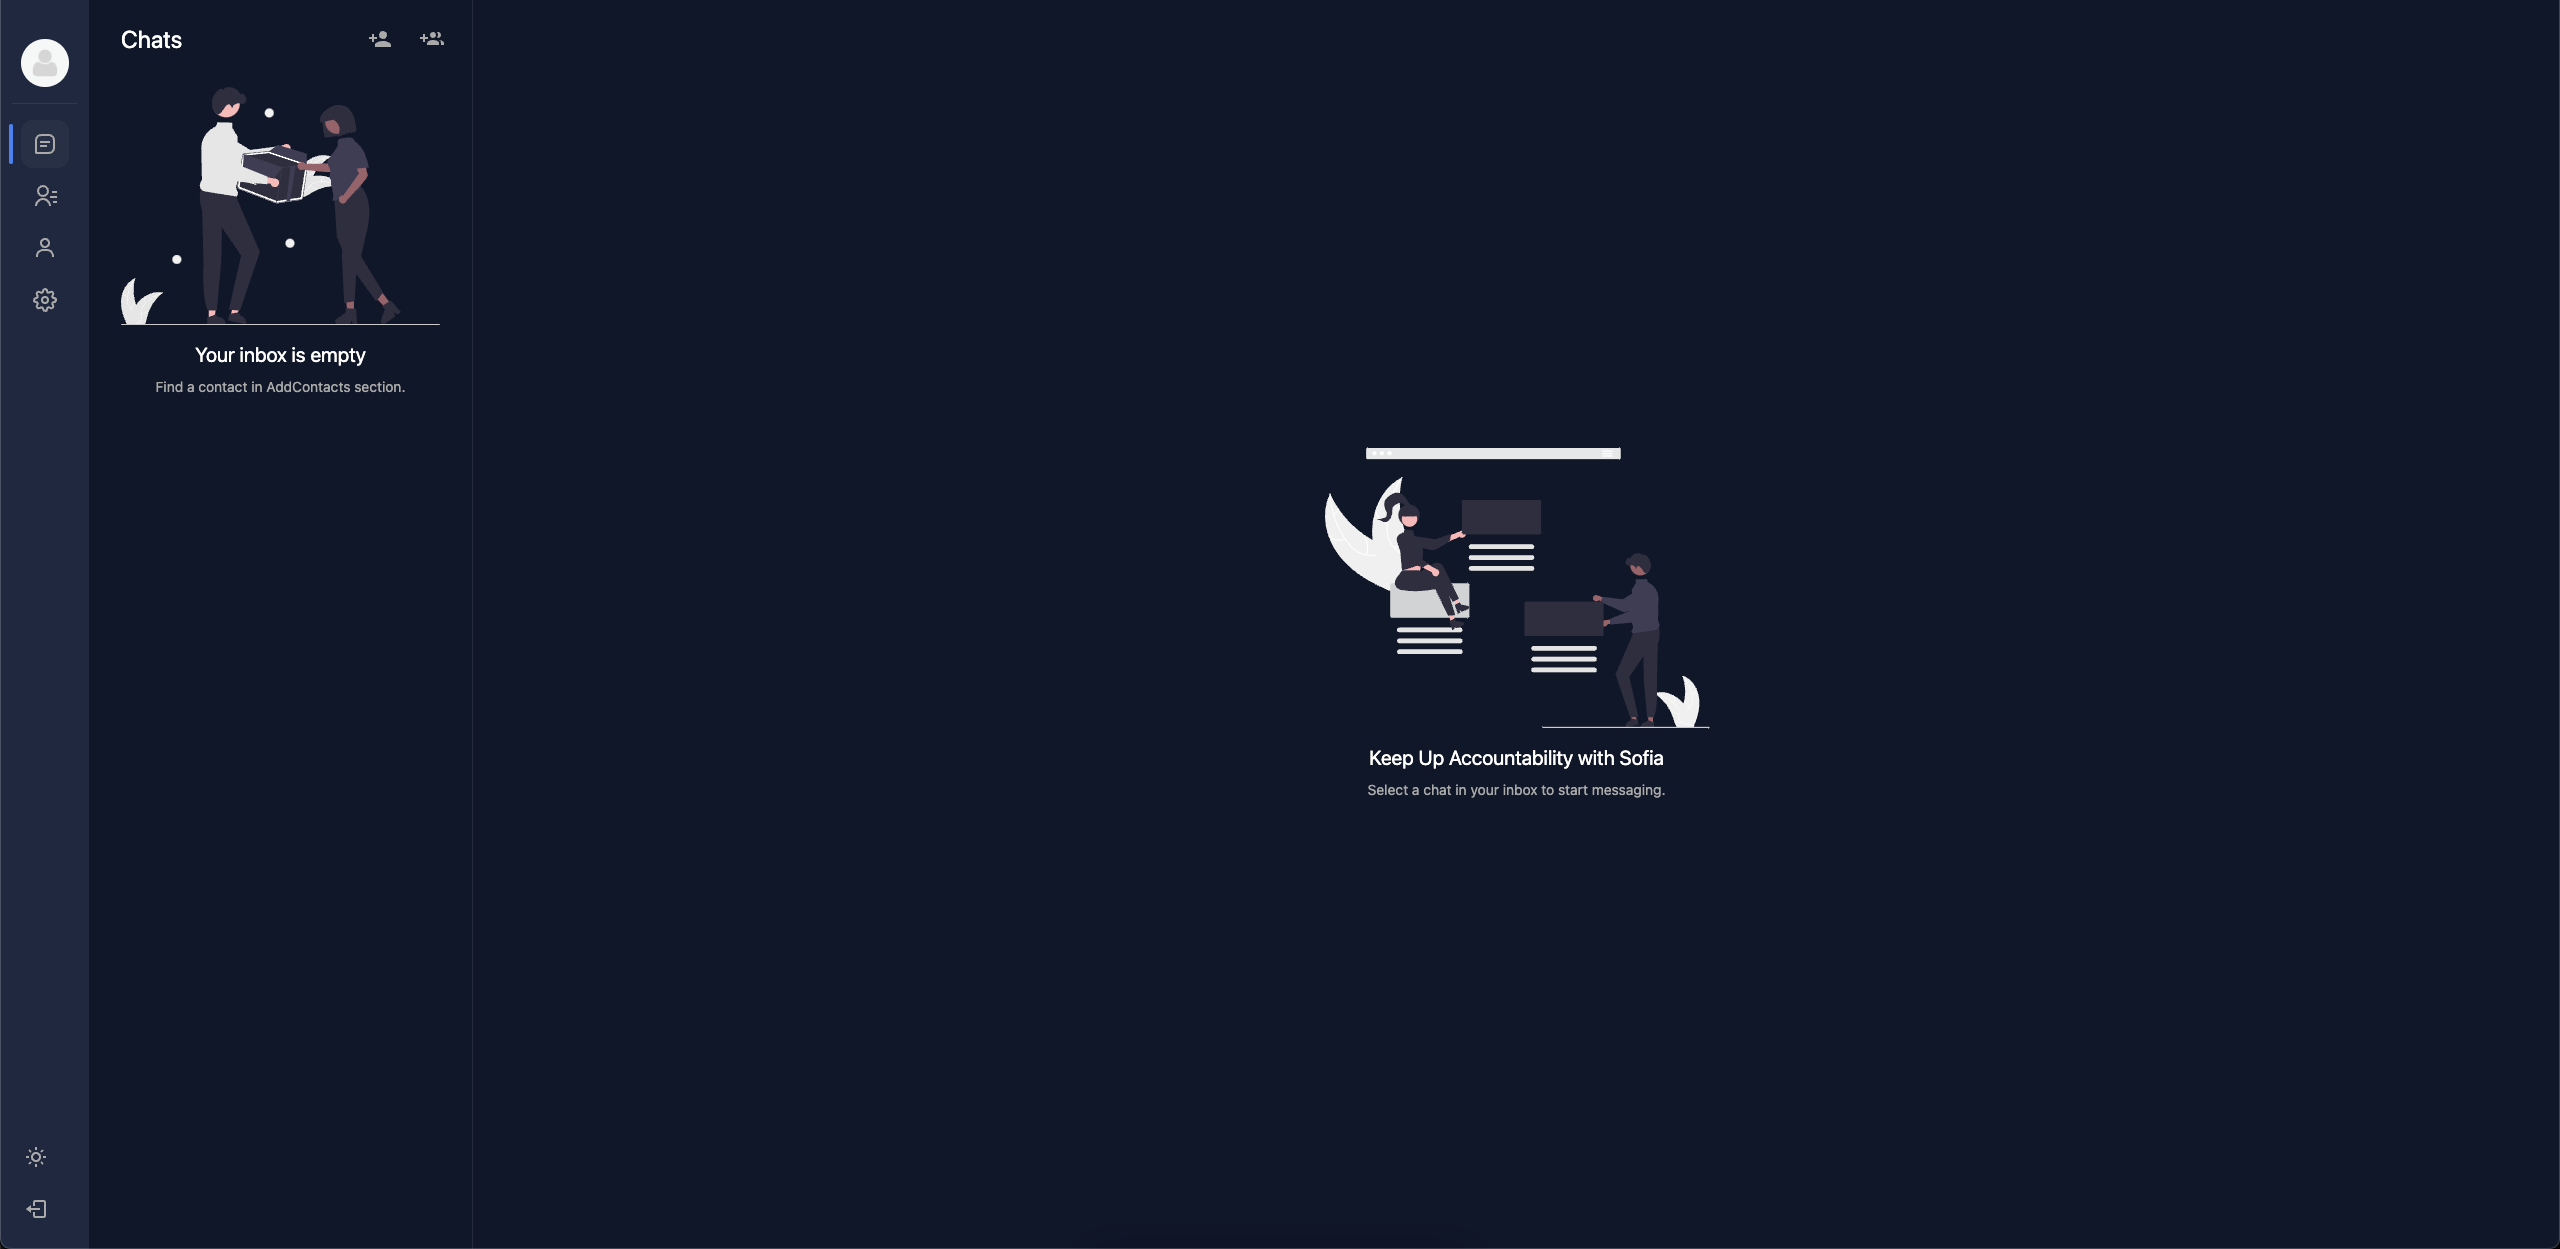 Chats
Your inbox is empty
Find a contact in AddContacts section.
Keep Up Accountability with Sofia
Select a chat in your inbox to start messaging.